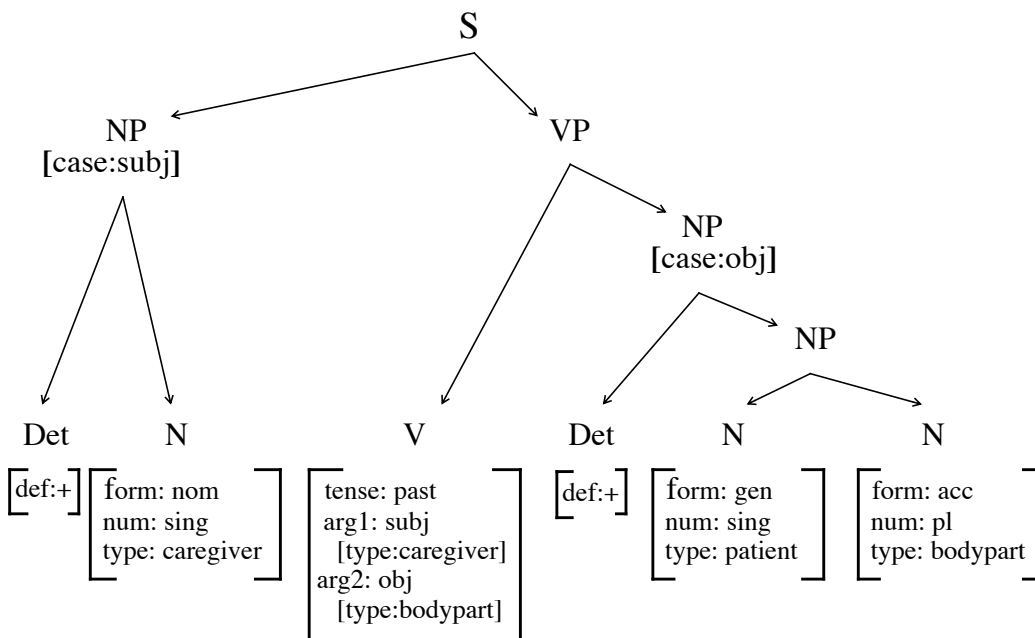 S
NP
[case:subj]
VP
NP
[case:obj]
NP
Det
N
V
Det
N
N
[def:+]
form: nom
num: sing
type: caregiver
tense: past
arg1: subj
[type:caregiver]
arg2: obj
[type:bodypart]
[def:+]
form: gen
num: sing
type: patient
form: acc
num: pl
type: bodypart